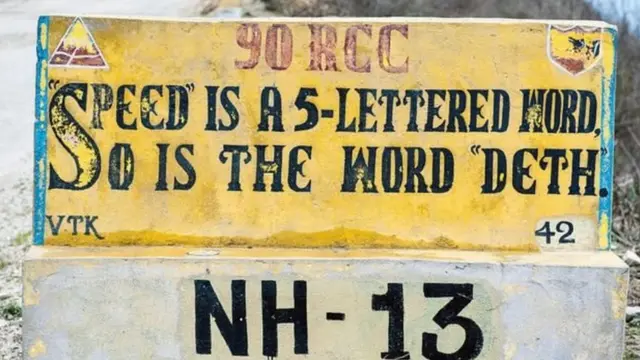 90 RCC
"SPEED" IS A 5-LETTERED WORD,
SO IS THE WORD "DETH".
VTK 42
NH-13